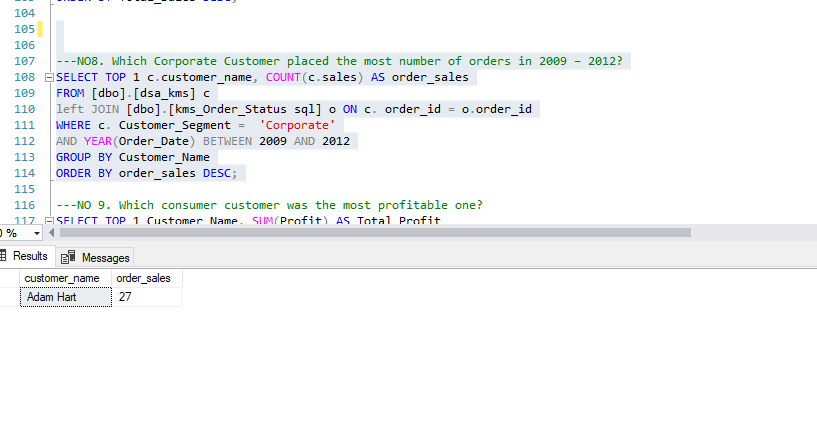 104
105
106
107 ---NO8. Which Corporate Customer placed the most number of orders in 2009 – 2012?
108 SELECT TOP 1 c.customer_name, COUNT(c.sales) AS order_sales
109 FROM [dbo].[dsa_kms] c
110 left JOIN [dbo].[kms_Order_Status sql] o ON c. order_id = o.order_id
111 WHERE c. Customer_Segment =  'Corporate'
112 AND YEAR(Order_Date) BETWEEN 2009 AND 2012
113 GROUP BY Customer_Name
114 ORDER BY order_sales DESC;
115
116 ---NO 9. Which consumer customer was the most profitable one?
117 SELECT TOP 1 Customer_Name, SUM(Profit) AS Total_Profit
0 %
Results Messages
customer_name order_sales
Adam Hart 27